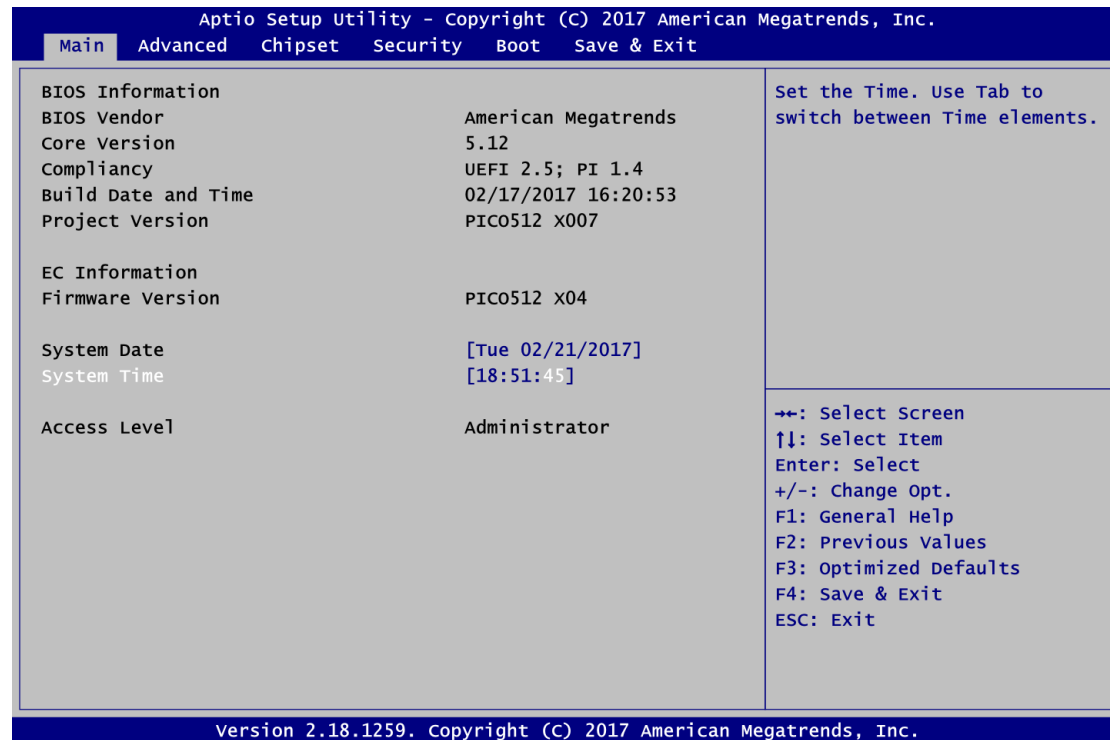 Aptio Setup Utility - Copyright (C) 2017 American Megatrends, Inc.
Main Advanced Chipset Security Boot Save & Exit
BIOS Information
BIOS Vendor American Megatrends
Core Version 5.12
Compliancy UEFI 2.5; PI 1.4
Build Date and Time 02/17/2017 16:20:53
Project Version PICO512 X007
EC Information
Firmware Version PICO512 X04
System Date [Tue 02/21/2017]
System Time [18:51:45]
Access Level Administrator
Set the Time. Use Tab to
switch between Time elements.
→←: Select Screen
↑↓: Select Item
Enter: Select
+/-: Change Opt.
F1: General Help
F2: Previous Values
F3: Optimized Defaults
F4: Save & Exit
ESC: Exit
Version 2.18.1259. Copyright (C) 2017 American Megatrends, Inc.